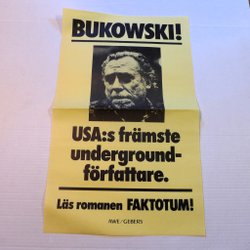 BUKOWSKI!
USA:s främste
underground-
författare.
Läs romanen FAKTOTUM!
AWE/GEBERS